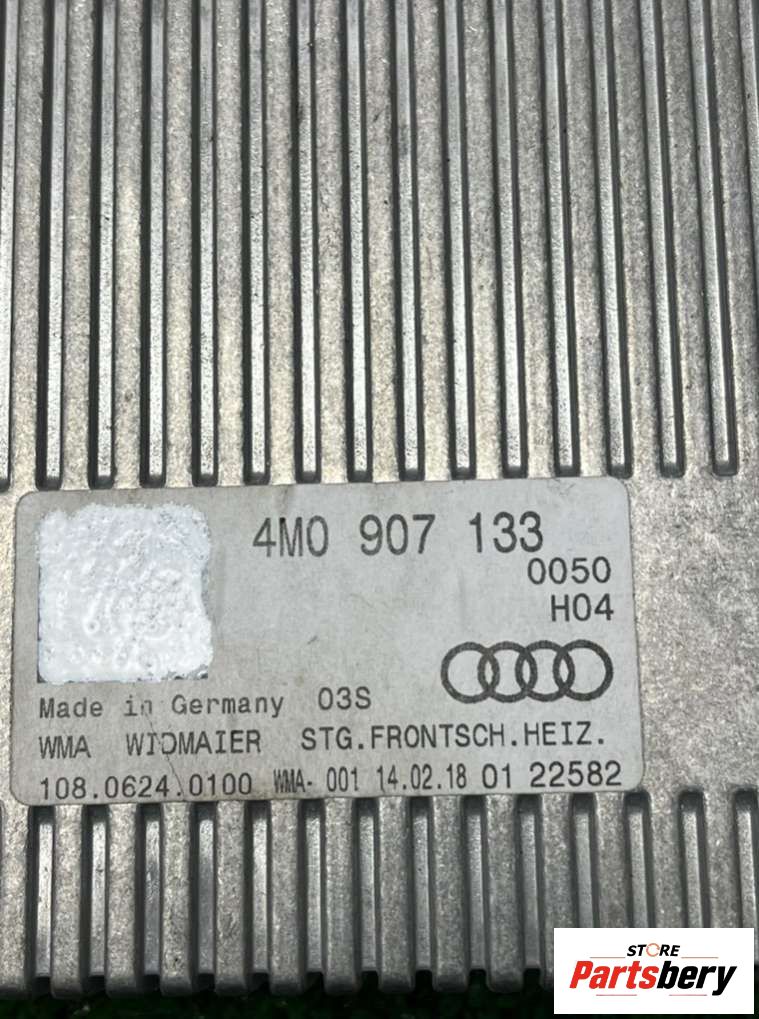 4M0 907 133
0050
H04
Made in Germany 03S
WMA WIDMAIER STG.FRONTSCH.HEIZ.
108.0624.0100 WMA- 001 14.02.18 01 22582
STORE
Partsbery